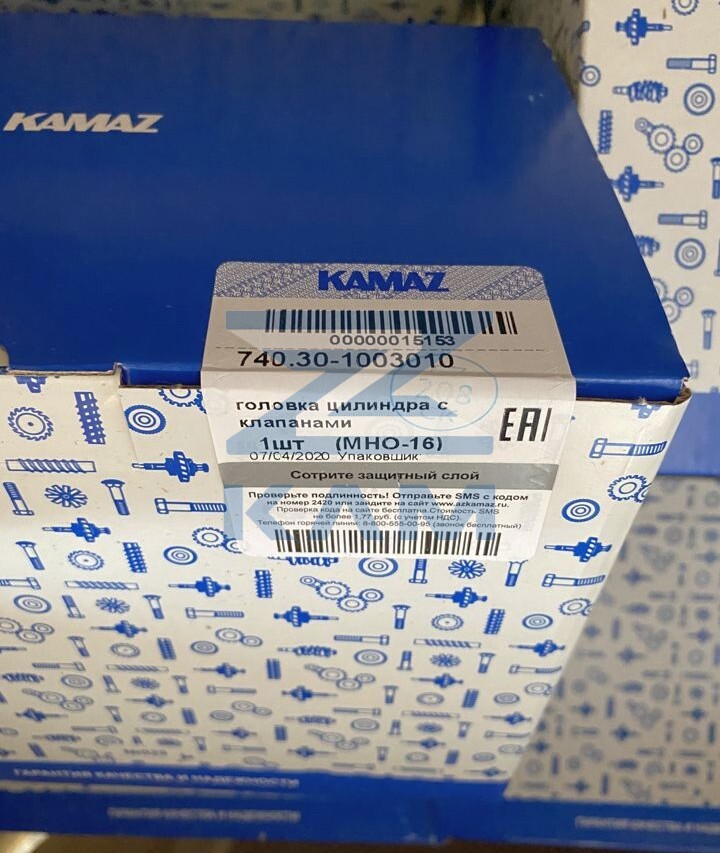 KAMAZ
KAMAZ
00000015153
740.30-1003010
208
головка цилиндра с
клапанами
1шт (МНО-16)
EAC
07/04/2020 Упаковщик
Сотрите защитный слой
Проверьте подлинность! Отправьте SMS с кодом
на номер 2420 или зайдите на сайт www.azkamaz.ru.
Проверка кода на сайте бесплатна.Стоимость SMS
не более 1,77 руб. (с учетом НДС).
Телефон горячей линии: 8-800-555-00-95 (звонок бесплатный)
ГАРАНТИЯ КАЧЕСТВА И НАДЕЖНОСТИ